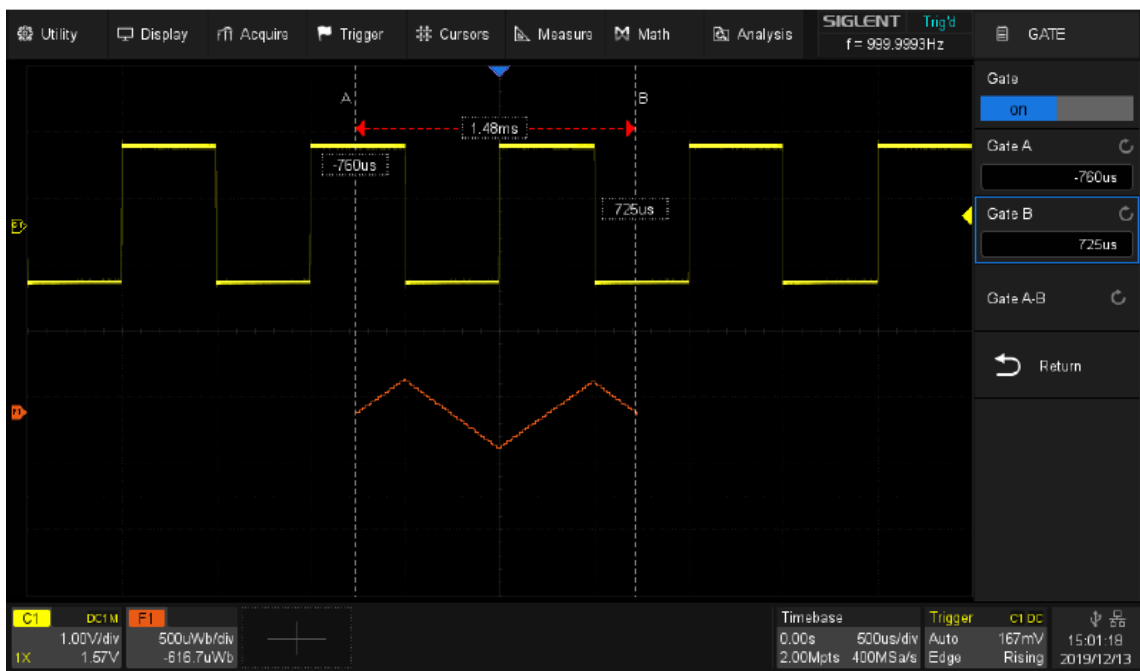 Utility Display Acquire Trigger Cursors Measure Math Analysis
SIGLENT Trig'd
f = 999.9993Hz
GATE
Gate
on
Gate A
-760us
Gate B
725us
Gate A-B
Return
A
B
1.48ms
-760us
725us
C1 DC1M
1.00V/div
1X 1.57V
F1
500uWb/div
-616.7uWb
Timebase
0.00s 500us/div
2.00Mpts 400MSa/s
Trigger C1 DC
Auto 167mV
Edge Rising
15:01:18
2019/12/13